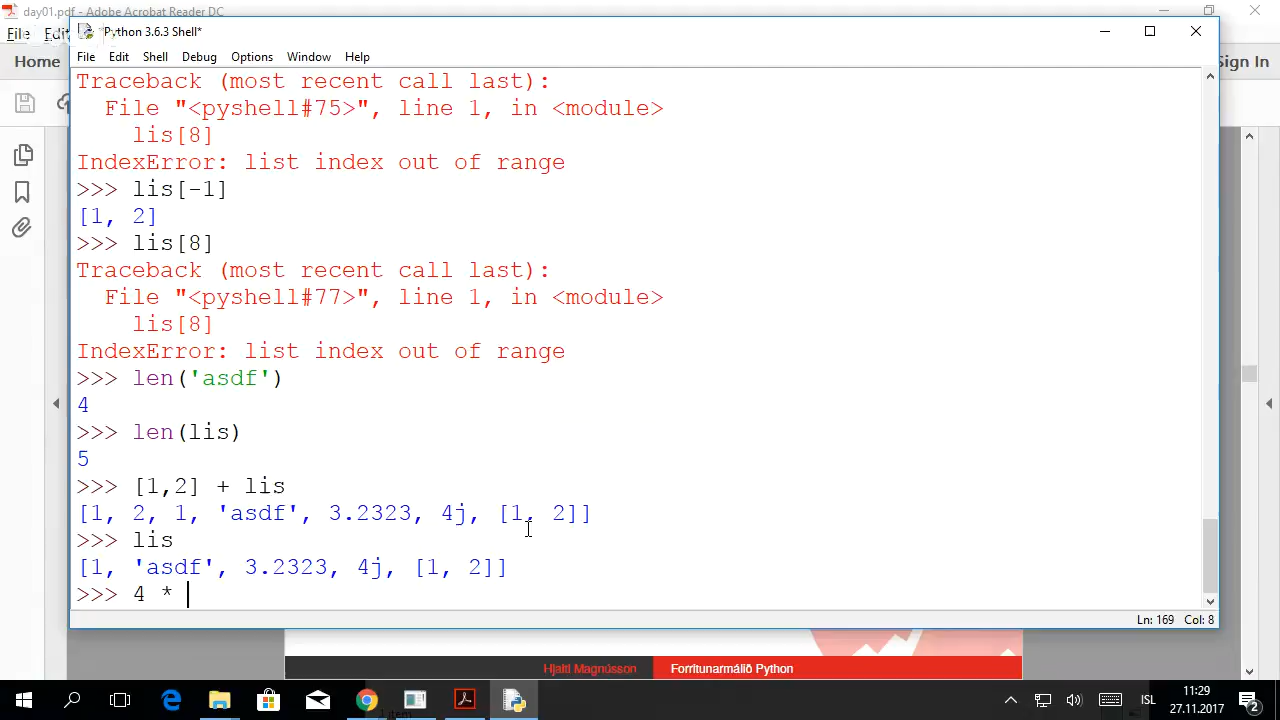 day01.pdf - Adobe Acrobat Reader DC
File Edit
Home
Sign In
*Python 3.6.3 Shell*
File Edit Shell Debug Options Window Help
Traceback (most recent call last):
  File "<pyshell#75>", line 1, in <module>
    lis[8]
IndexError: list index out of range
>>> lis[-1]
[1, 2]
>>> lis[8]
Traceback (most recent call last):
  File "<pyshell#77>", line 1, in <module>
    lis[8]
IndexError: list index out of range
>>> len('asdf')
4
>>> len(lis)
5
>>> [1,2] + lis
[1, 2, 1, 'asdf', 3.2323, 4j, [1, 2]]
>>> lis
[1, 'asdf', 3.2323, 4j, [1, 2]]
>>> 4 *
Ln: 169 Col: 8
Hjalti Magnússon Forritunarmálið Python
ISL
11:29
27.11.2017
2